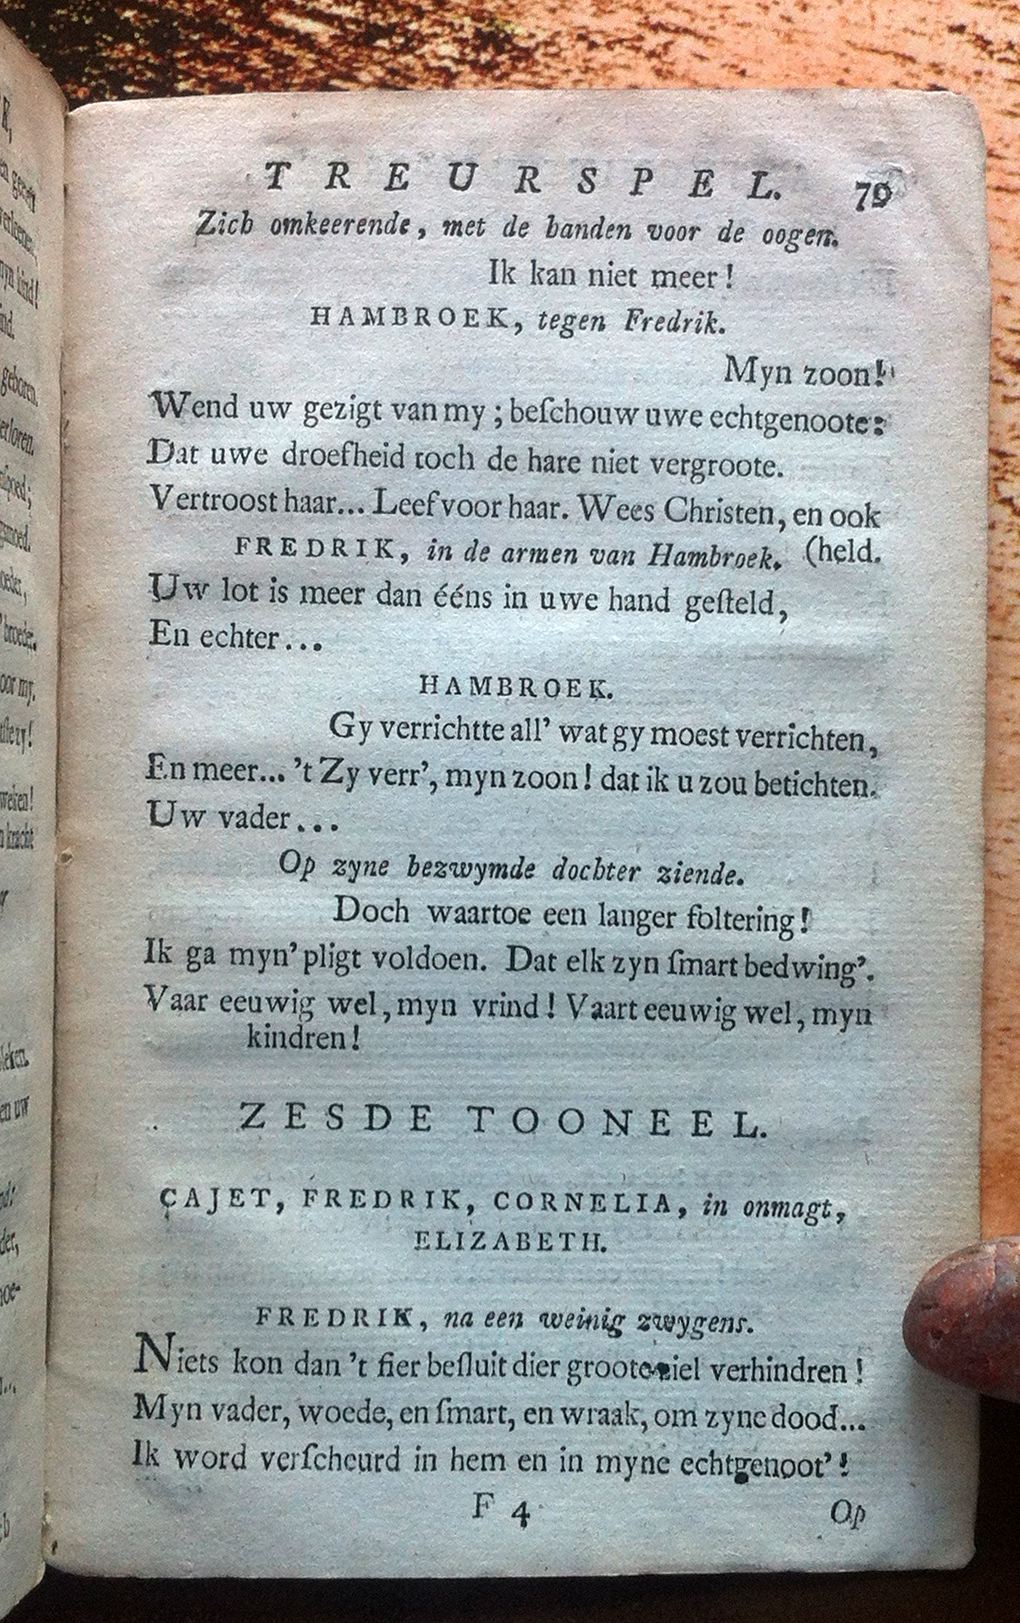 TREURSPEL. 79
Zich omkeerende, met de handen voor de oogen.
Ik kan niet meer!
HAMBROEK, tegen Fredrik.
Myn zoon!
Wend uw gezigt van my; beſchouw uwe echtgenoote:
Dat uwe droefheid toch de hare niet vergroote.
Vertroost haar... Leef voor haar. Wees Christen, en ook
FREDRIK, in de armen van Hambroek. (held.
Uw lot is meer dan ééns in uwe hand geſteld,
En echter...
HAMBROEK.
Gy verrichtte all' wat gy moest verrichten,
En meer... 't Zy verr', myn zoon! dat ik u zou betichten.
Uw vader...
Op zyne bezwymde dochter ziende.
Doch waartoe een langer foltering!
Ik ga myn' pligt voldoen. Dat elk zyn ſmart bedwing'.
Vaar eeuwig wel, myn vrind! Vaart eeuwig wel, myn
kindren!
ZESDE TOONEEL.
CAJET, FREDRIK, CORNELIA, in onmagt,
ELIZABETH.
FREDRIK, na een weinig zwygens.
Niets kon dan 't fier beſluit dier groote ziel verhindren!
Myn vader, woede, en ſmart, en wraak, om zyne dood...
Ik word verſcheurd in hem en in myne echtgenoot'!
F 4
Op